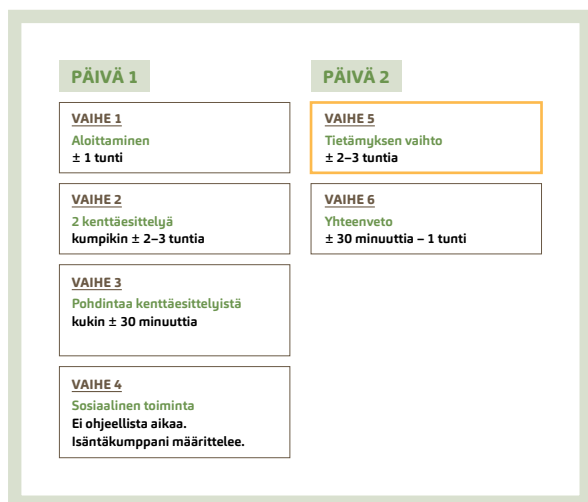 PÄIVÄ 1
VAIHE 1
Aloittaminen
± 1 tunti
VAIHE 2
2 kenttäesittelyä
kumpikin ± 2–3 tuntia
VAIHE 3
Pohdintaa kenttäesittelyistä
kukin ± 30 minuuttia
VAIHE 4
Sosiaalinen toiminta
Ei ohjeellista aikaa.
Isäntäkumppani määrittelee.
PÄIVÄ 2
VAIHE 5
Tietämyksen vaihto
± 2–3 tuntia
VAIHE 6
Yhteenveto
± 30 minuuttia – 1 tunti